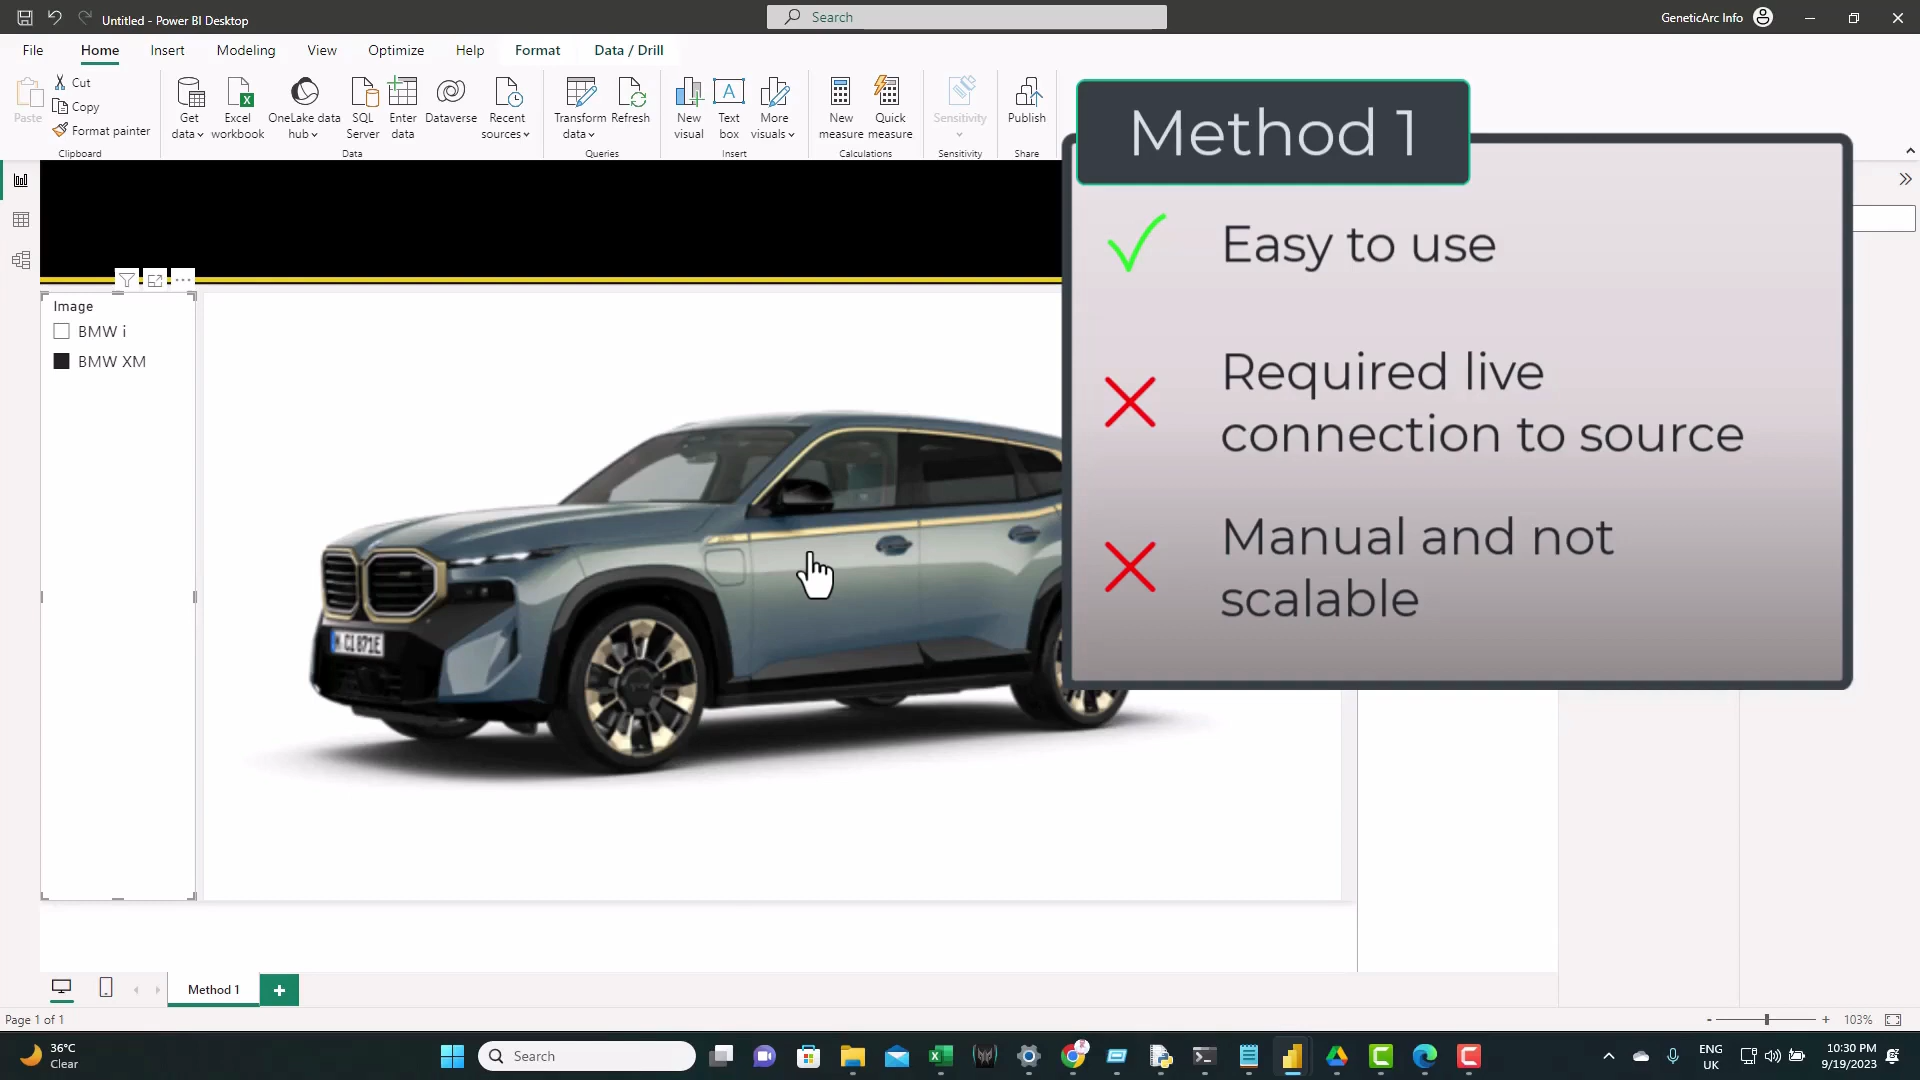 Untitled - Power BI Desktop
Search
GeneticArc Info
File
Home
Insert
Modeling
View
Optimize
Help
Format
Data / Drill
Paste
Cut
Copy
Format painter
Clipboard
Get data
Excel workbook
OneLake data hub
SQL Server
Enter data
Dataverse
Recent sources
Data
Transform data
Refresh
Queries
New visual
Text box
More visuals
Insert
New measure
Quick measure
Calculations
Sensitivity
Sensitivity
Publish
Share
Method 1
Easy to use
Required live
connection to source
Manual and not
scalable
Image
BMW i
BMW XM
Method 1
Page 1 of 1
103%
36°C
Clear
Search
ENG
UK
10:30 PM
9/19/2023